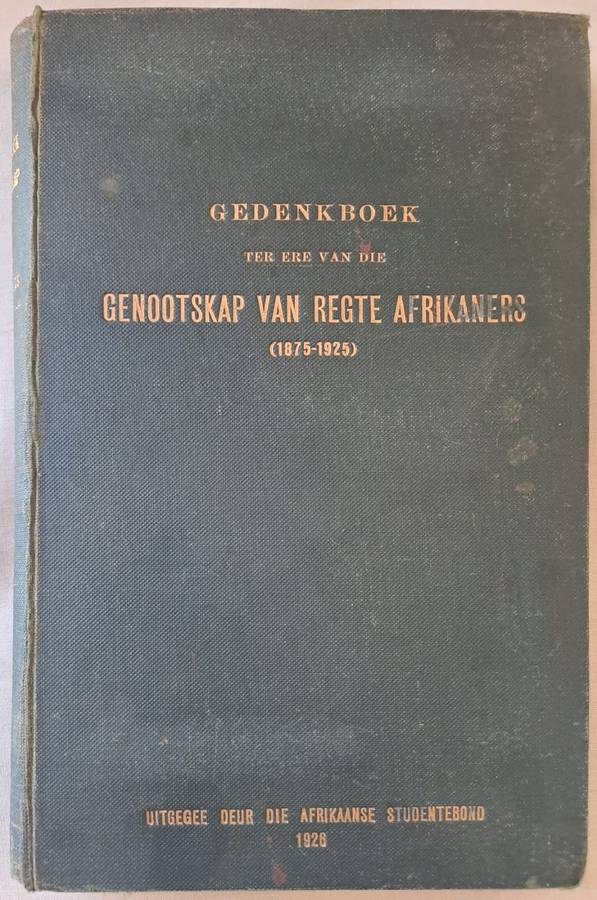 GEDENKBOEK
TER ERE VAN DIE
GENOOTSKAP VAN REGTE AFRIKANERS
(1875-1925)
UITGEGEE DEUR DIE AFRIKAANSE STUDENTEBOND
1926